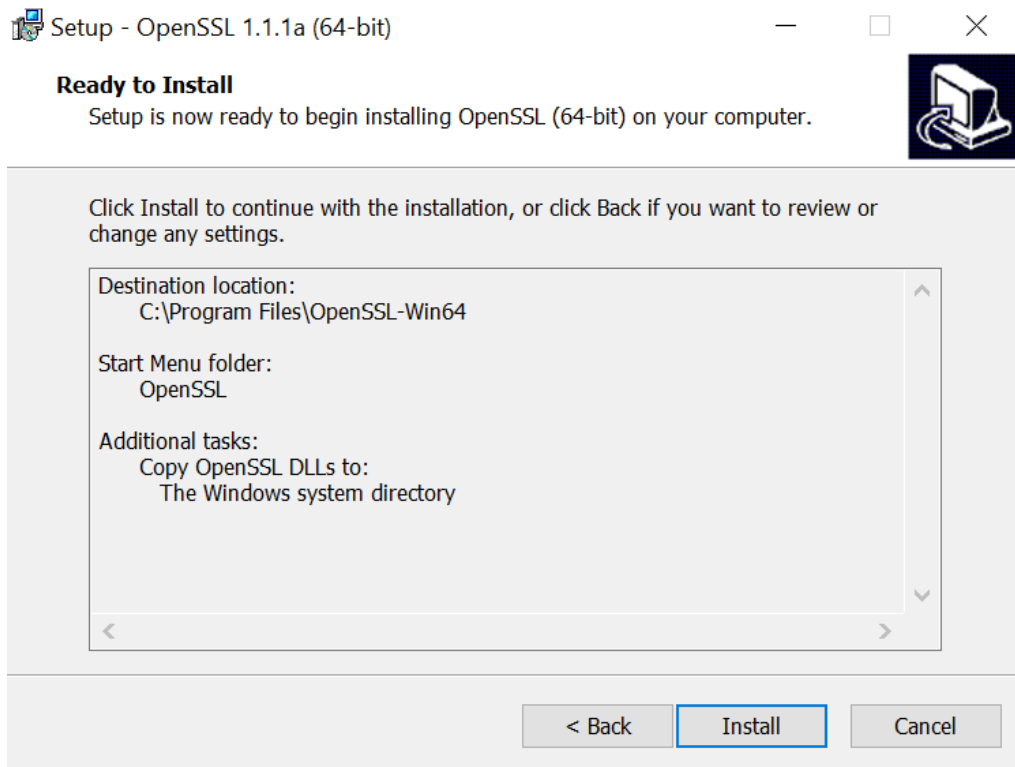 Setup - OpenSSL 1.1.1a (64-bit)
Ready to Install
Setup is now ready to begin installing OpenSSL (64-bit) on your computer.
Click Install to continue with the installation, or click Back if you want to review or
change any settings.
Destination location:
C:\Program Files\OpenSSL-Win64
Start Menu folder:
OpenSSL
Additional tasks:
Copy OpenSSL DLLs to:
The Windows system directory
< Back
Install
Cancel